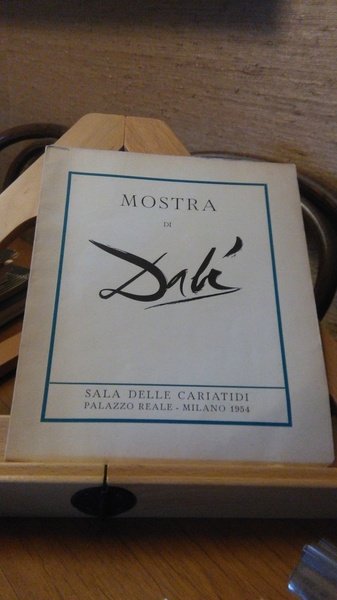 MOSTRA
DI
Dalí
SALA DELLE CARIATIDI
PALAZZO REALE - MILANO 1954